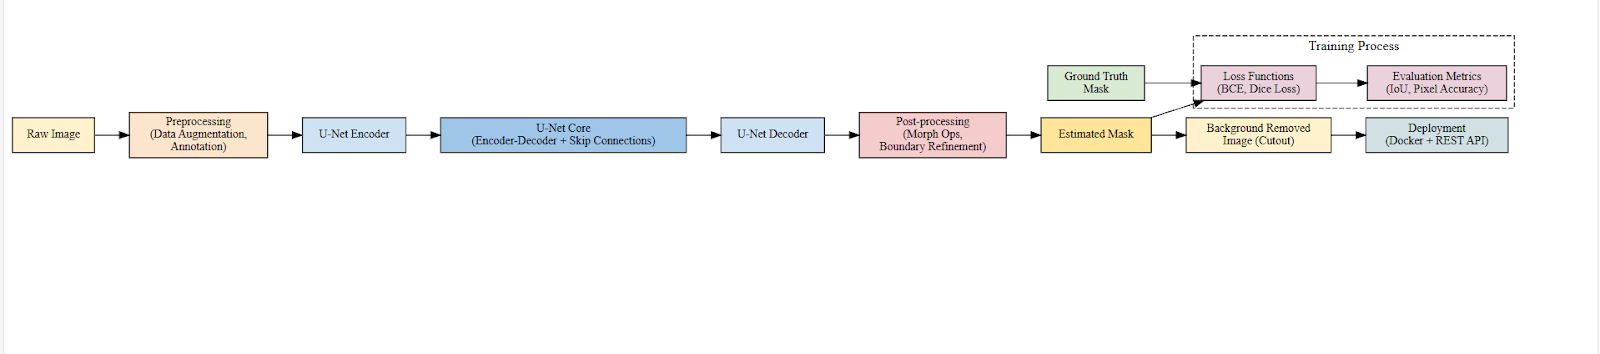 Training Process
Ground Truth
Mask
Loss Functions
(BCE, Dice Loss)
Evaluation Metrics
(IoU, Pixel Accuracy)
Raw Image
Preprocessing
(Data Augmentation,
Annotation)
U-Net Encoder
U-Net Core
(Encoder-Decoder + Skip Connections)
U-Net Decoder
Post-processing
(Morph Ops,
Boundary Refinement)
Estimated Mask
Background Removed
Image (Cutout)
Deployment
(Docker + REST API)